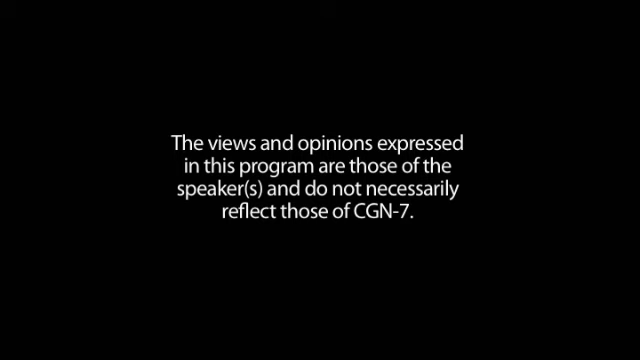 The views and opinions expressed
in this program are those of the
speaker(s) and do not necessarily
reflect those of CGN-7.